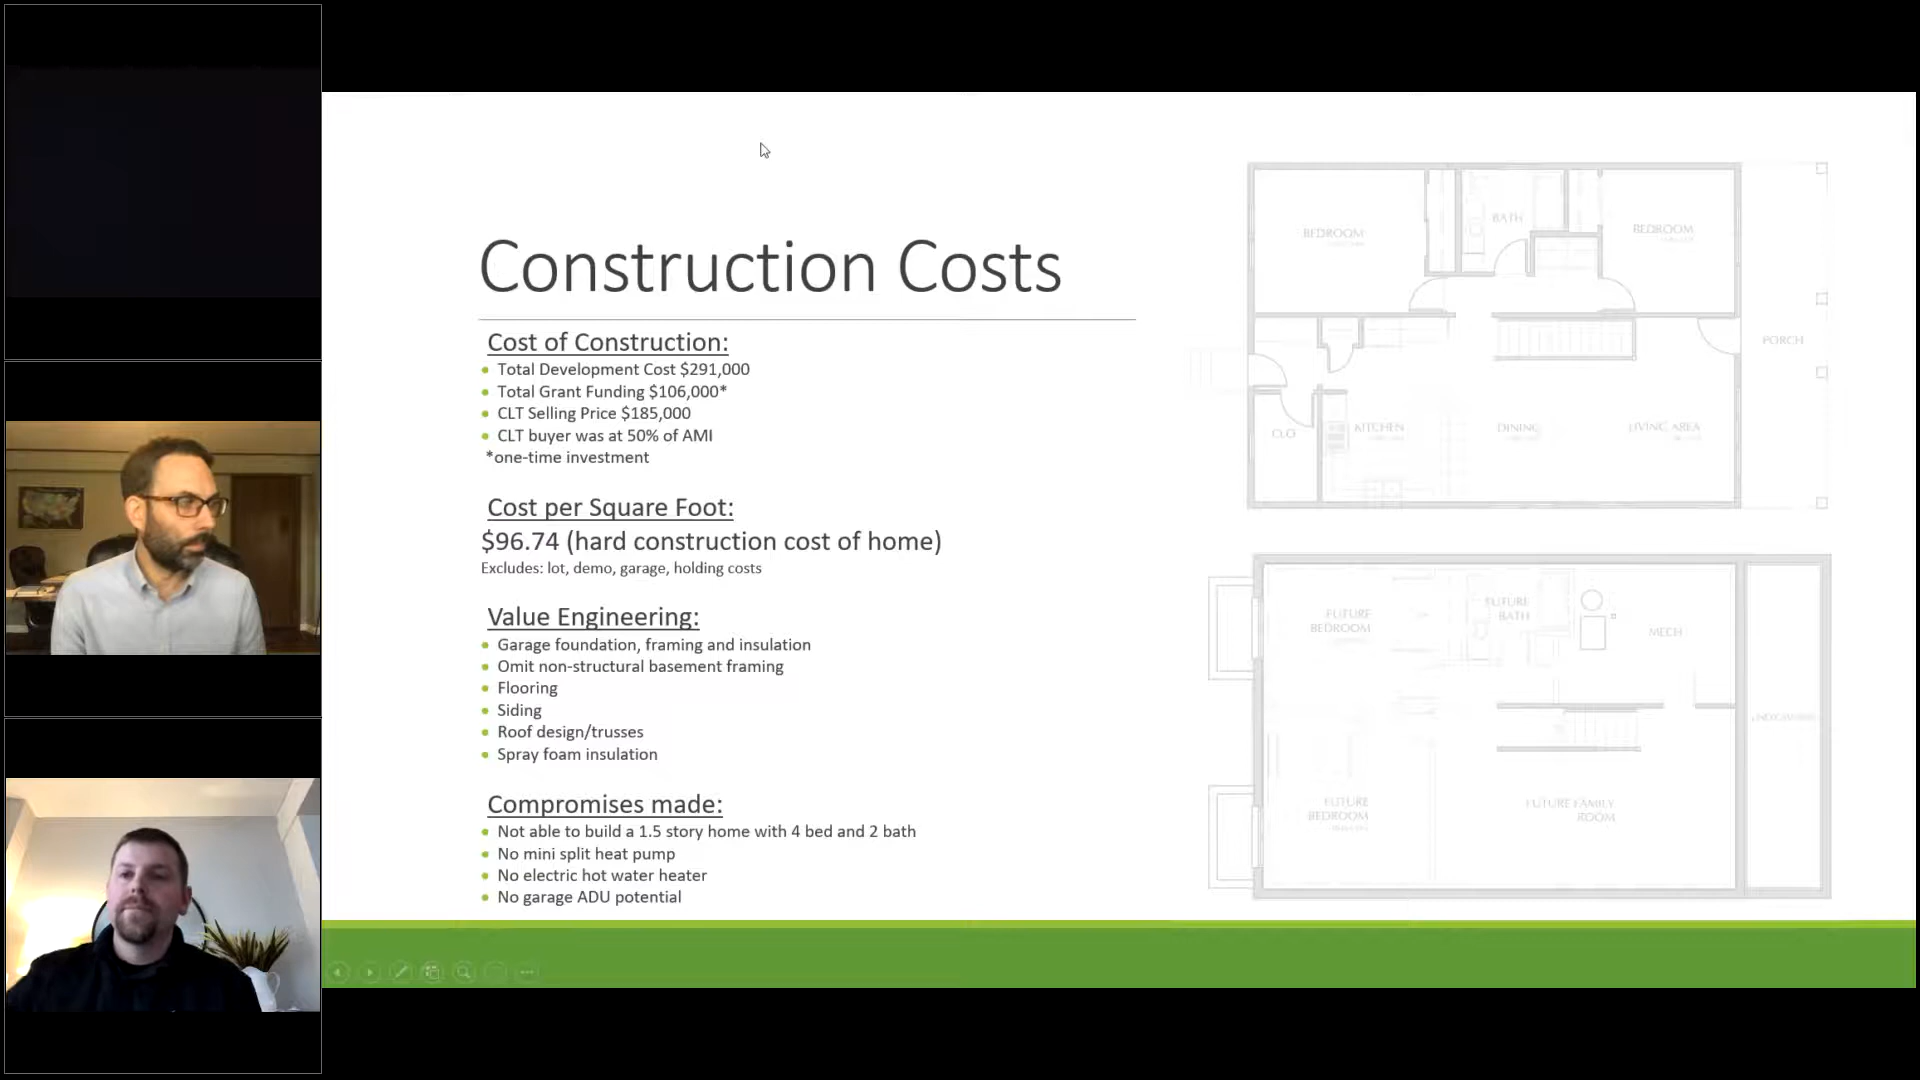 Construction Costs
Cost of Construction:
Total Development Cost $291,000
Total Grant Funding $106,000*
CLT Selling Price $185,000
CLT buyer was at 50% of AMI
*one-time investment
Cost per Square Foot:
$96.74 (hard construction cost of home)
Excludes: lot, demo, garage, holding costs
Value Engineering:
Garage foundation, framing and insulation
Omit non-structural basement framing
Flooring
Siding
Roof design/trusses
Spray foam insulation
Compromises made:
Not able to build a 1.5 story home with 4 bed and 2 bath
No mini split heat pump
No electric hot water heater
No garage ADU potential
BEDROOM
BATH
BEDROOM
PORCH
CLO
KITCHEN
DINING
LIVING AREA
FUTURE
BEDROOM
FUTURE
BATH
MECH
FUTURE
BEDROOM
FUTURE FAMILY
ROOM